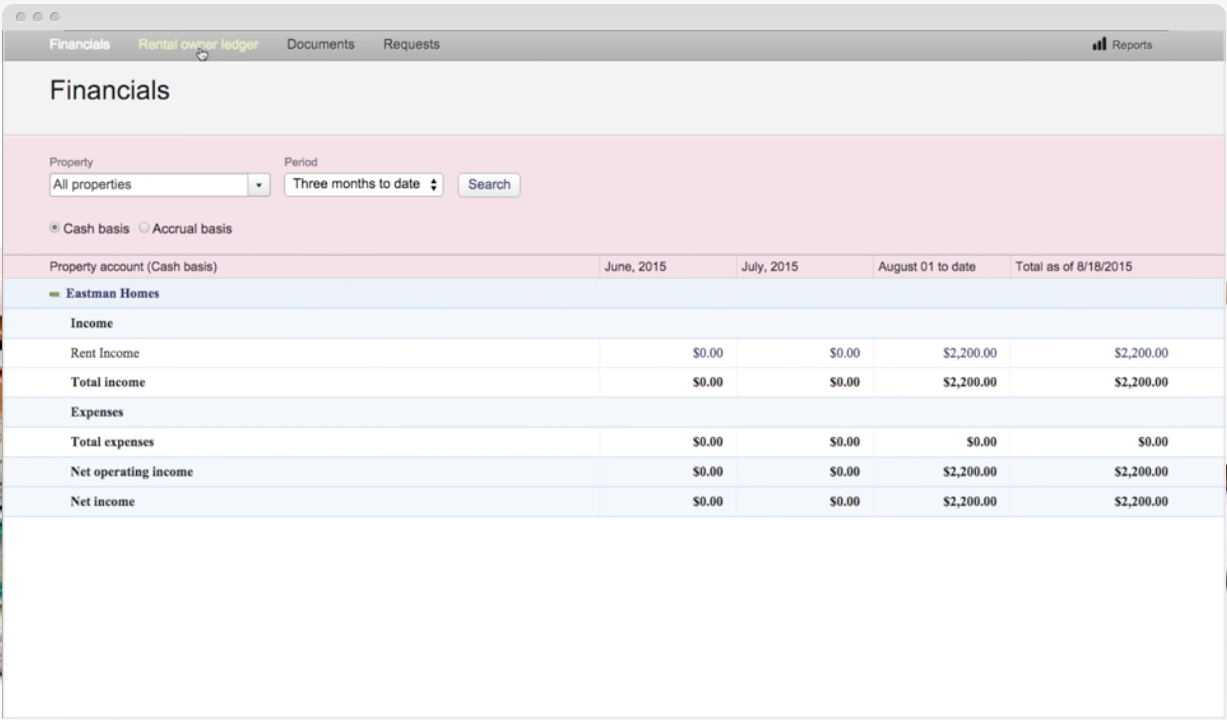 Financials Rental owner ledger Documents Requests Reports
Financials
Property Period
All properties Three months to date Search
Cash basis Accrual basis
Property account (Cash basis) June, 2015 July, 2015 August 01 to date Total as of 8/18/2015
Eastman Homes
Income
Rent Income $0.00 $0.00 $2,200.00 $2,200.00
Total income $0.00 $0.00 $2,200.00 $2,200.00
Expenses
Total expenses $0.00 $0.00 $0.00 $0.00
Net operating income $0.00 $0.00 $2,200.00 $2,200.00
Net income $0.00 $0.00 $2,200.00 $2,200.00